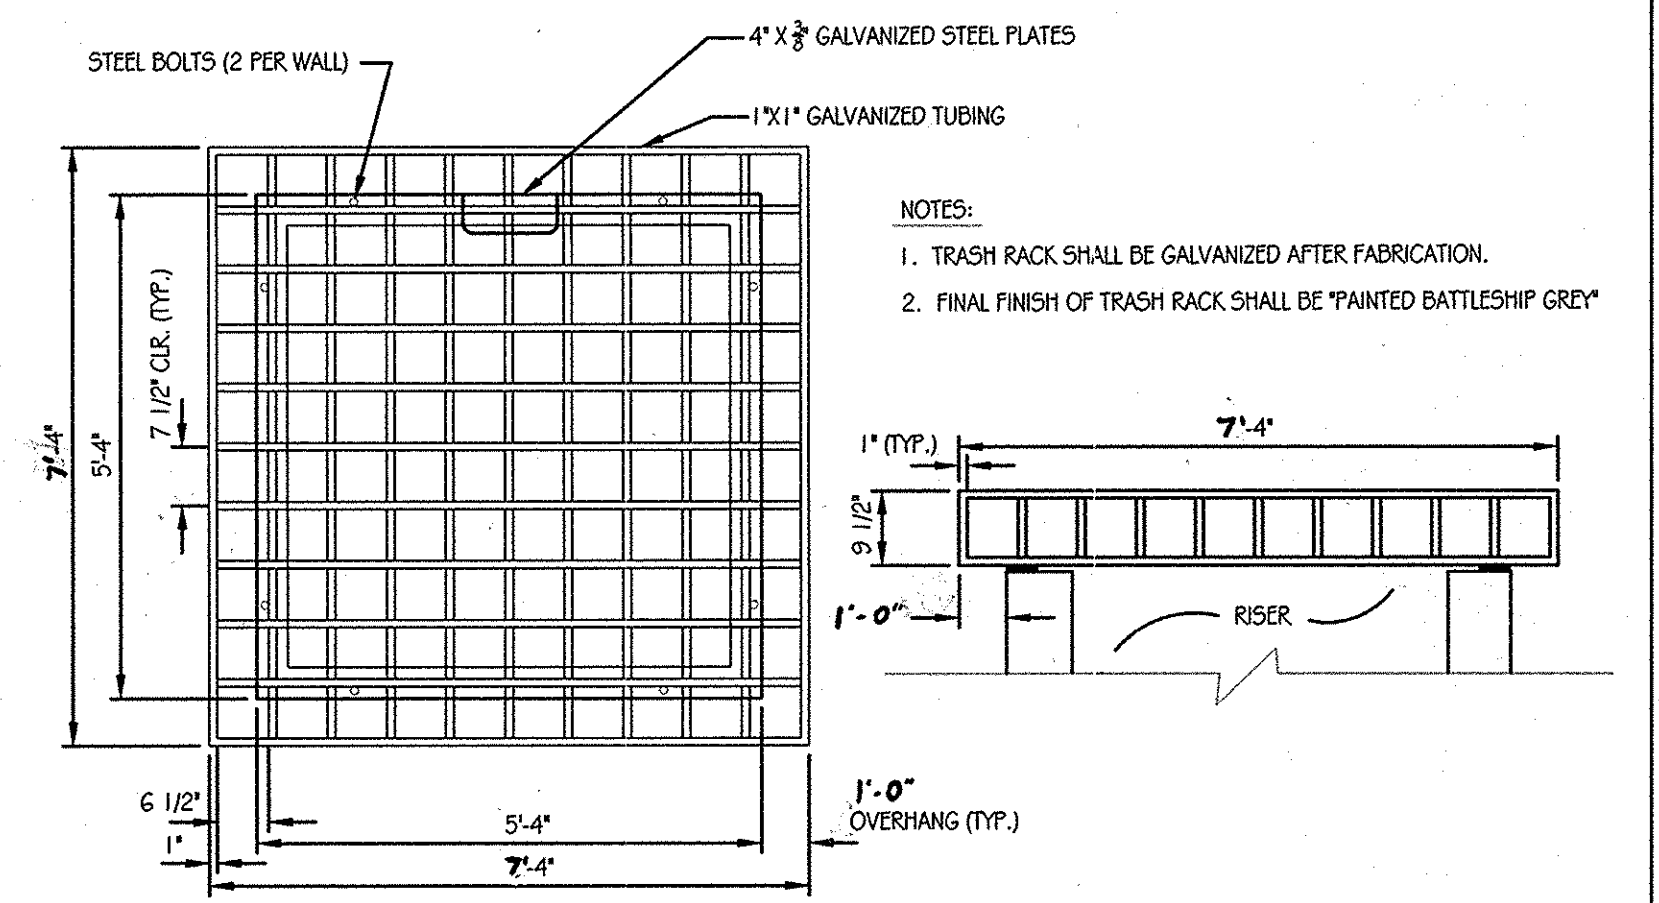 4" X 3/8" GALVANIZED STEEL PLATES
STEEL BOLTS (2 PER WALL)
1"X1" GALVANIZED TUBING
NOTES:
1. TRASH RACK SHALL BE GALVANIZED AFTER FABRICATION.
2. FINAL FINISH OF TRASH RACK SHALL BE "PAINTED BATTLESHIP GREY"
7'-4"
5'-4"
7 1/2" CLR. (TYP.)
7'-4"
1" (TYP.)
9 1/2"
1'-0"
RISER
6 1/2"
1"
5'-4"
7'-4"
1'-0"
OVERHANG (TYP.)